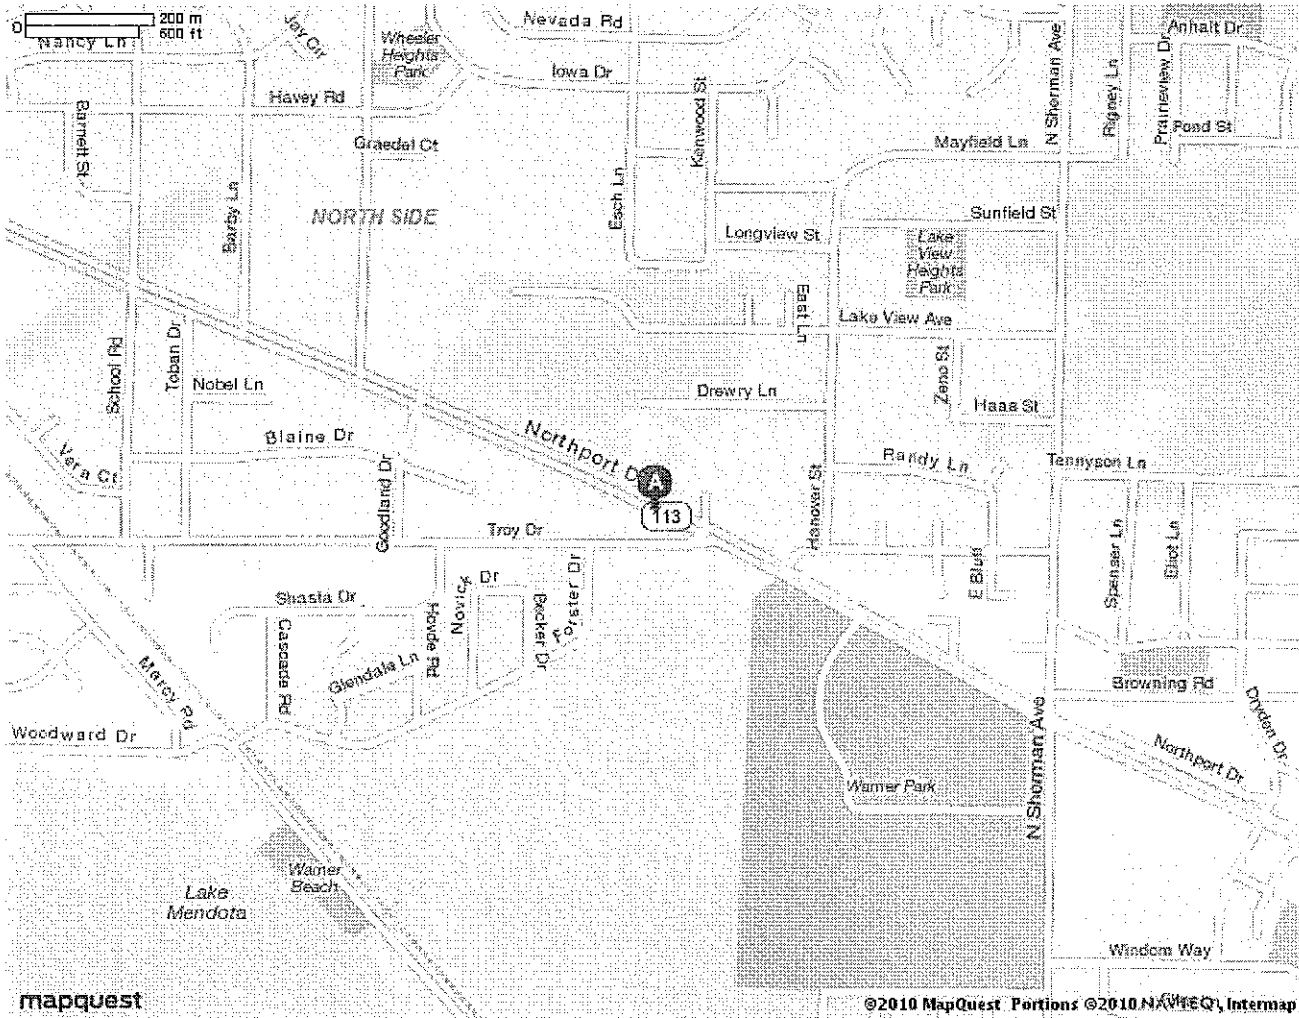 0
200 m
600 ft
Nancy Ln
Jay Cir
Wheeler
Heights
Park
Nevada Rd
Iowa Dr
Havey Rd
Barnett St
Graedel Ct
Kenwood St
N Sherman Ave
Rigney Ln
Prairieview Dr
Anhalt Dr
Pond St
Mayfield Ln
Barby Ln
NORTH SIDE
Esch Ln
Longview St
Sunfield St
Lake
View
Heights
Park
East Ln
Lake View Ave
School Rd
Toban Dr
Nobel Ln
Drewry Ln
Zeno St
Haas St
Blaine Dr
Northport D
A
113
Vera Ct
Goodland Dr
Troy Dr
Hanover St
Randy Ln
Tennyson Ln
E Bluff
Spenser Ln
Eliot Ln
Shasta Dr
Cascade Rd
Glendale Ln
Howde Rd
Novick Dr
Becker Dr
Forster Dr
Marcy Rd
Woodward Dr
Browning Rd
Dryden Dr
Northport Dr
N Sherman Ave
Warner Park
Warner
Beach
Lake
Mendota
Windom Way
mapquest
©2010 MapQuest Portions ©2010 NAVTEQ, Intermap